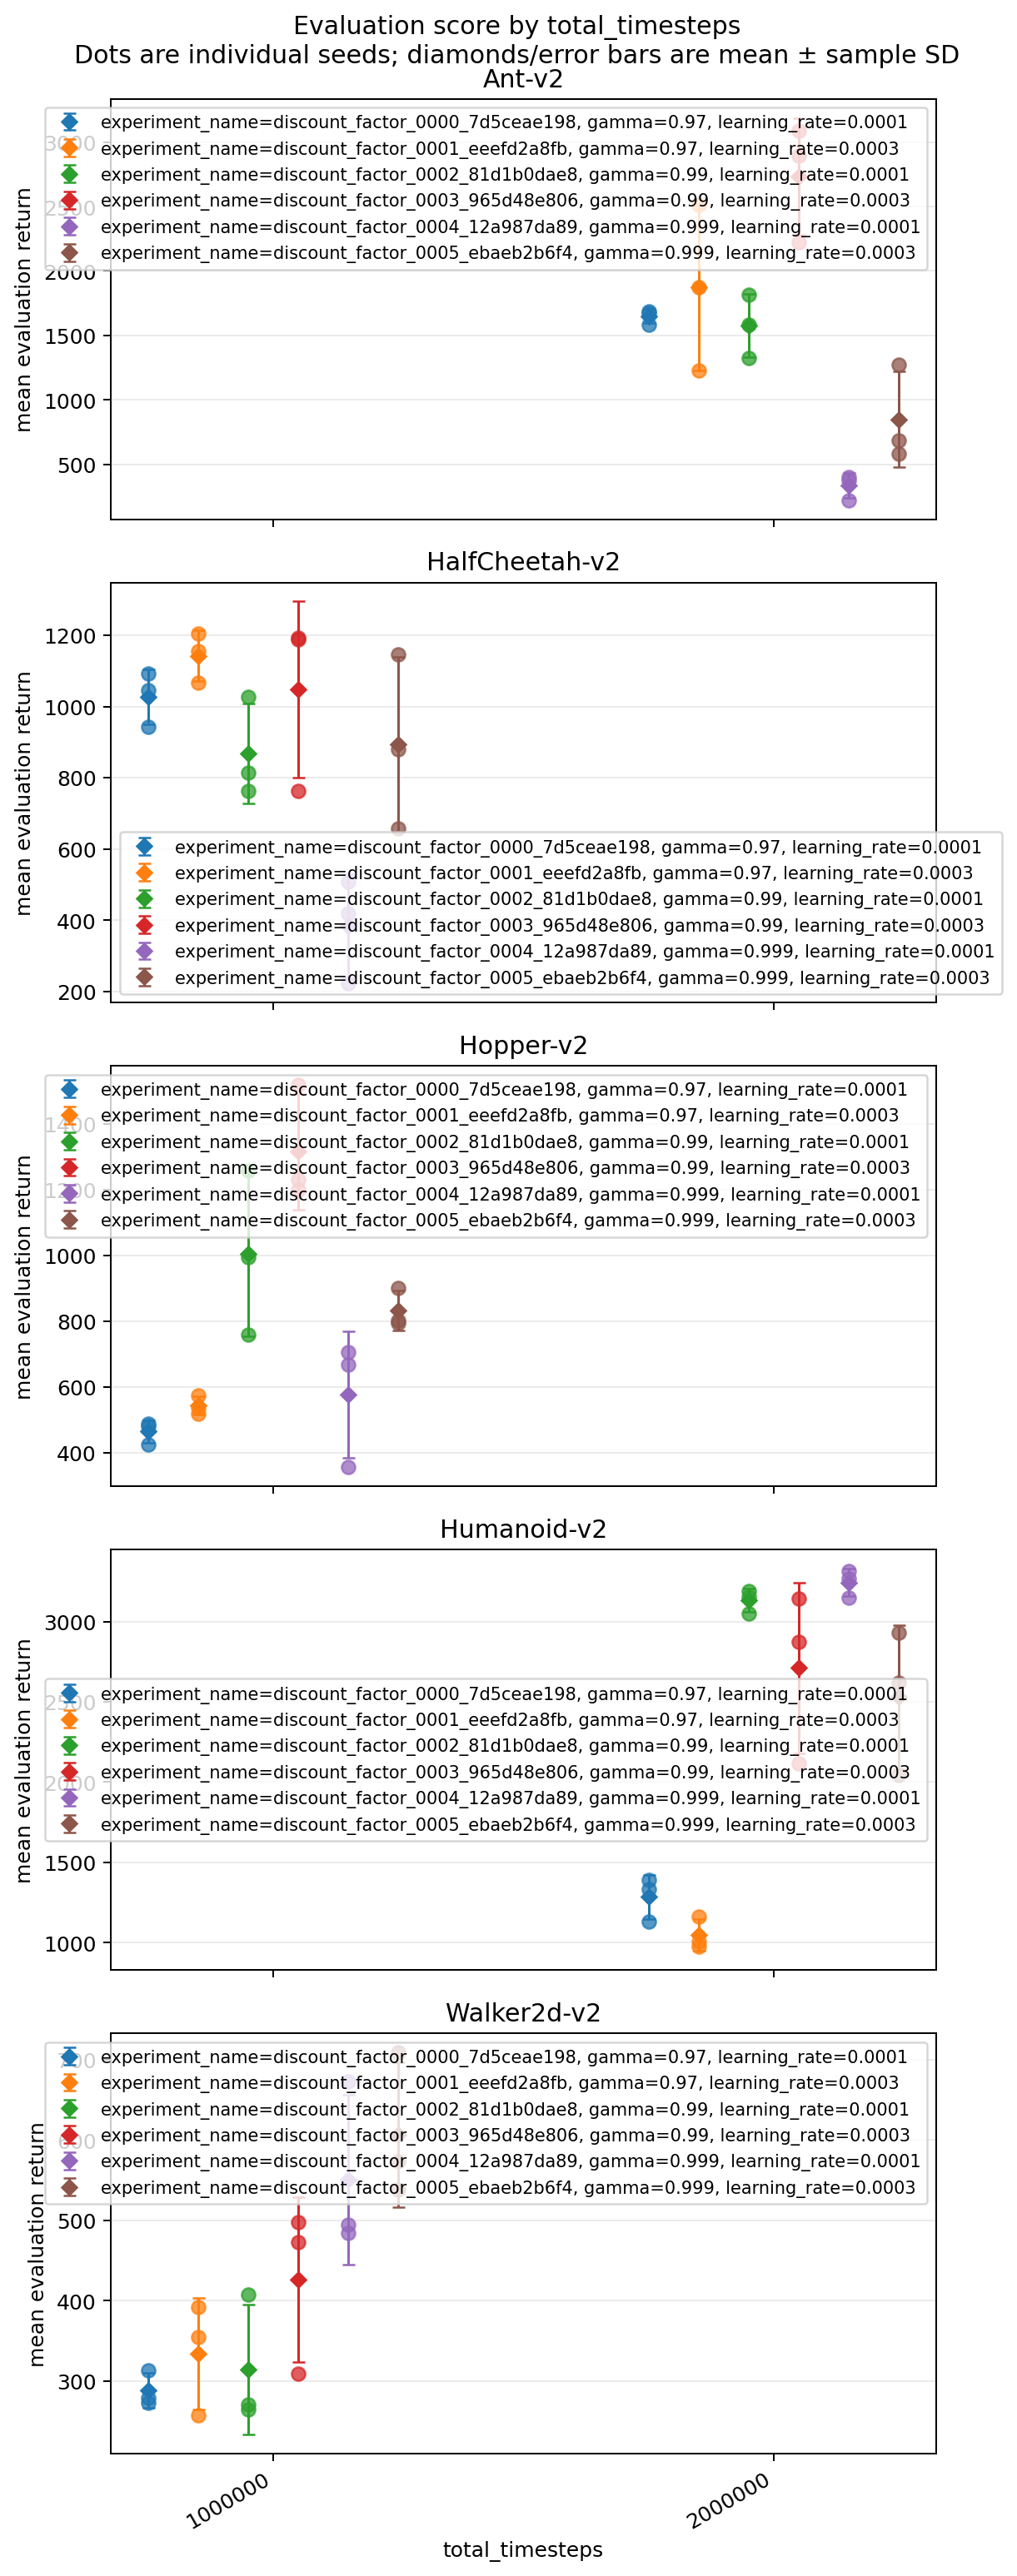 Evaluation score by total_timesteps
Dots are individual seeds; diamonds/error bars are mean ± sample SD
Ant-v2
experiment_name=discount_factor_0000_7d5ceae198, gamma=0.97, learning_rate=0.0001
3000
experiment_name=discount_factor_0001_eeefd2a8fb, gamma=0.97, learning_rate=0.0003
experiment_name=discount_factor_0002_81d1b0dae8, gamma=0.99, learning_rate=0.0001
experiment_name=discount_factor_0003_965d48e806, gamma=0.99, learning_rate=0.0003
2500
experiment_name=discount_factor_0004_12a987da89, gamma=0.999, learning_rate=0.0001
experiment_name=discount_factor_0005_ebaeb2b6f4, gamma=0.999, learning_rate=0.0003
2000
1500
1000
500
mean evaluation return
HalfCheetah-v2
1200
1000
800
600
400
200
mean evaluation return
experiment_name=discount_factor_0000_7d5ceae198, gamma=0.97, learning_rate=0.0001
experiment_name=discount_factor_0001_eeefd2a8fb, gamma=0.97, learning_rate=0.0003
experiment_name=discount_factor_0002_81d1b0dae8, gamma=0.99, learning_rate=0.0001
experiment_name=discount_factor_0003_965d48e806, gamma=0.99, learning_rate=0.0003
experiment_name=discount_factor_0004_12a987da89, gamma=0.999, learning_rate=0.0001
experiment_name=discount_factor_0005_ebaeb2b6f4, gamma=0.999, learning_rate=0.0003
Hopper-v2
experiment_name=discount_factor_0000_7d5ceae198, gamma=0.97, learning_rate=0.0001
experiment_name=discount_factor_0001_eeefd2a8fb, gamma=0.97, learning_rate=0.0003
1400
experiment_name=discount_factor_0002_81d1b0dae8, gamma=0.99, learning_rate=0.0001
experiment_name=discount_factor_0003_965d48e806, gamma=0.99, learning_rate=0.0003
1200
experiment_name=discount_factor_0004_12a987da89, gamma=0.999, learning_rate=0.0001
experiment_name=discount_factor_0005_ebaeb2b6f4, gamma=0.999, learning_rate=0.0003
1000
800
600
400
mean evaluation return
Humanoid-v2
3000
experiment_name=discount_factor_0000_7d5ceae198, gamma=0.97, learning_rate=0.0001
2500
experiment_name=discount_factor_0001_eeefd2a8fb, gamma=0.97, learning_rate=0.0003
experiment_name=discount_factor_0002_81d1b0dae8, gamma=0.99, learning_rate=0.0001
experiment_name=discount_factor_0003_965d48e806, gamma=0.99, learning_rate=0.0003
2000
experiment_name=discount_factor_0004_12a987da89, gamma=0.999, learning_rate=0.0001
experiment_name=discount_factor_0005_ebaeb2b6f4, gamma=0.999, learning_rate=0.0003
1500
1000
mean evaluation return
Walker2d-v2
experiment_name=discount_factor_0000_7d5ceae198, gamma=0.97, learning_rate=0.0001
700
experiment_name=discount_factor_0001_eeefd2a8fb, gamma=0.97, learning_rate=0.0003
experiment_name=discount_factor_0002_81d1b0dae8, gamma=0.99, learning_rate=0.0001
experiment_name=discount_factor_0003_965d48e806, gamma=0.99, learning_rate=0.0003
600
experiment_name=discount_factor_0004_12a987da89, gamma=0.999, learning_rate=0.0001
experiment_name=discount_factor_0005_ebaeb2b6f4, gamma=0.999, learning_rate=0.0003
500
400
300
mean evaluation return
1000000
2000000
total_timesteps